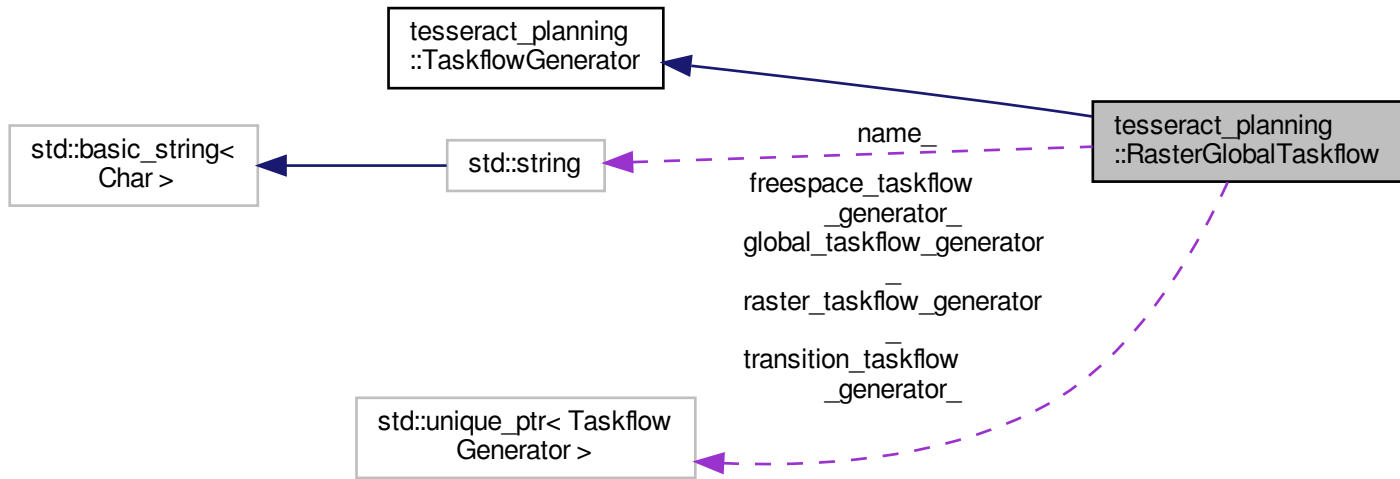 tesseract_planning
::TaskflowGenerator
tesseract_planning
::RasterGlobalTaskflow
std::basic_string<
Char >
std::string
name_
freespace_taskflow
_generator_
global_taskflow_generator
_
raster_taskflow_generator
_
transition_taskflow
_generator_
std::unique_ptr< Taskflow
Generator >